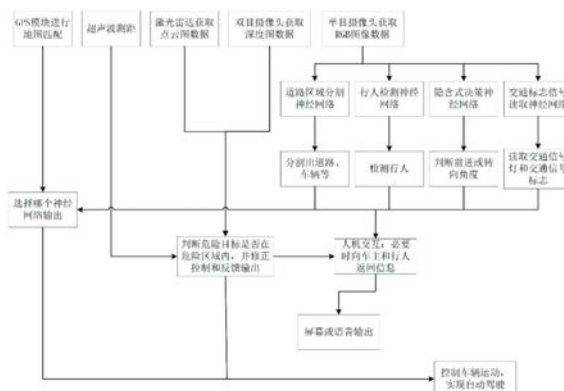 GPS模块进行
地图匹配
超声波测距
激光雷达获取
点云图数据
双目摄像头获取
深度图数据
单目摄像头获取
RGB图像数据
道路区域分割
神经网络
行人检测神经
网络
隐含式决策神
经网络
交通标志信号
读取神经网络
分割出道路、
车辆等
检测行人
判断前进或转
向角度
读取交通信号
灯和交通信号
标志
选择哪个神经
网络输出
判断危险目标是否在
危险区域内，并修正
控制和反馈输出
人机交互：必要
时向车主和行人
返回信息
屏幕或语音输出
控制车辆运动，
实现自动驾驶